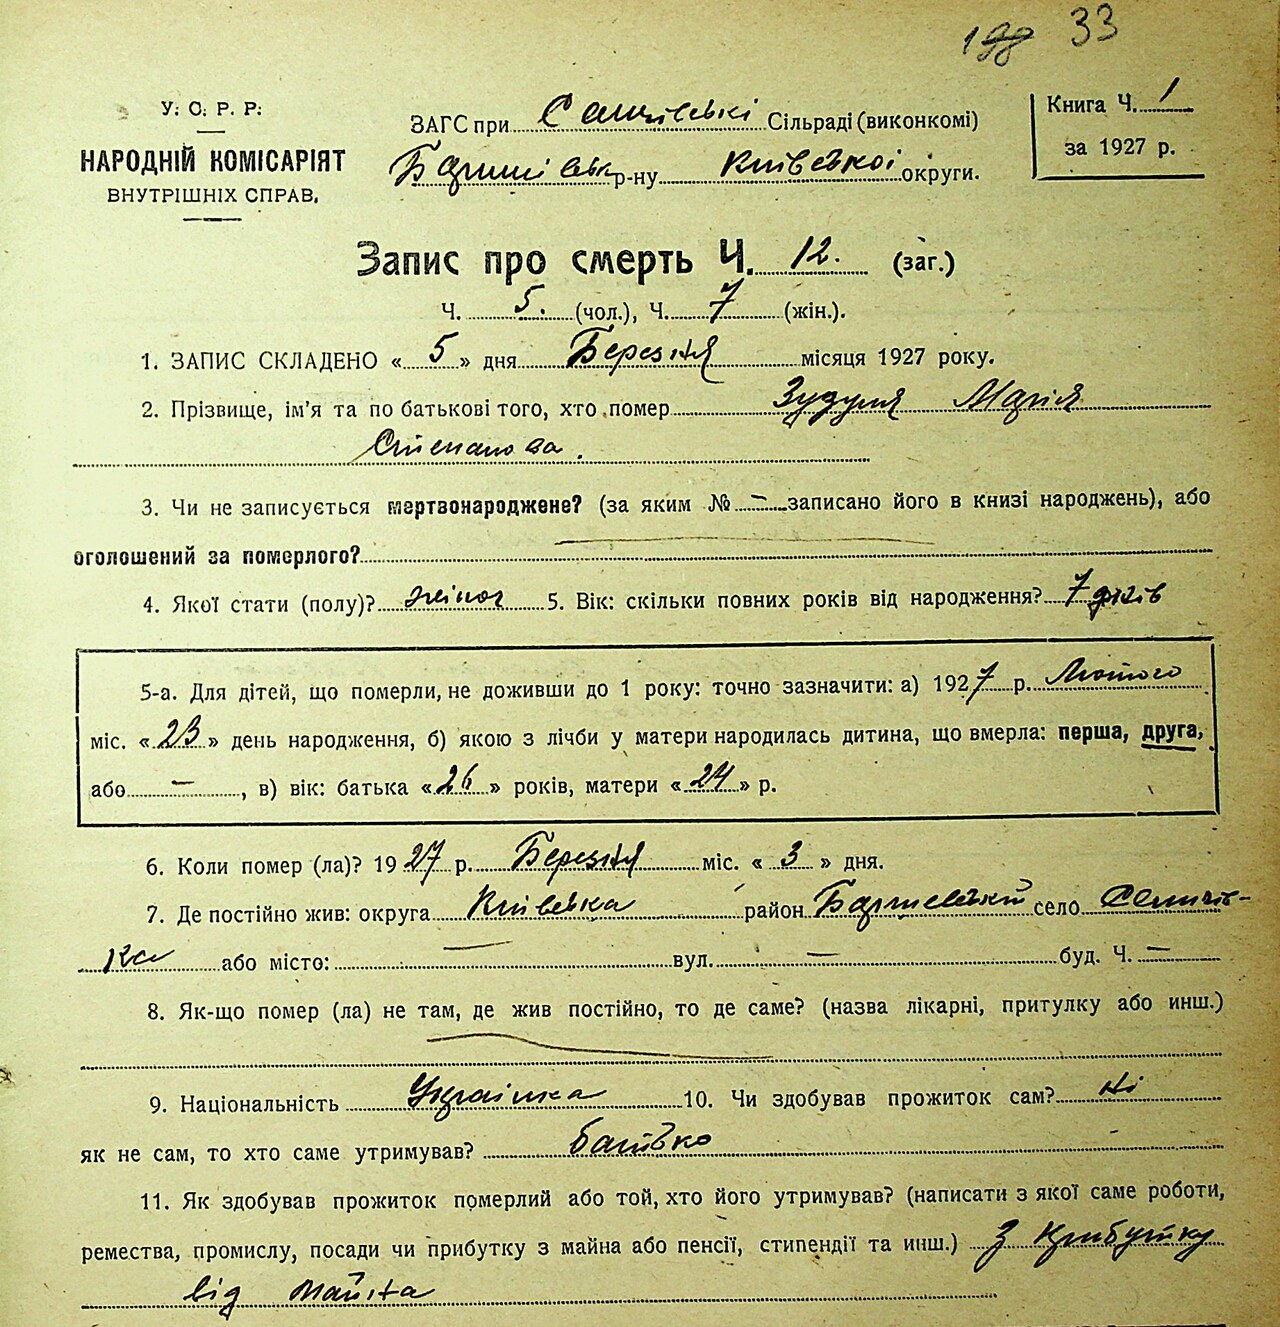 33
У. С. Р. Р.
НАРОДНІЙ КОМІСАРІЯТ
ВНУТРІШНІХ СПРАВ.
ЗАГС при Сільраді (виконкомі)
р-ну Київської округи.
Книга Ч. 1
за 1927 р.
Запис про смерть Ч. 12. (заг.)
Ч. 5. (чол.), Ч. 7 (жін.).
1. ЗАПИС СКЛАДЕНО « 5 » дня Березня місяця 1927 року.
2. Прізвище, ім'я та по батькові того, хто помер Зудуля Марія
Степанова.
3. Чи не записується мертвонароджене? (за яким № – записано його в книзі народжень), або
оголошений за померлого?
4. Якої стати (полу)? жіноч 5. Вік: скільки повних років від народження? 7 днів
5-а. Для дітей, що померли, не доживши до 1 року: точно зазначити: а) 1927 р. Лютого
міс. « 23 » день народження, б) якою з лічби у матери народилась дитина, що вмерла: перша, друга,
або –, в) вік: батька « 26 » років, матери « 24 » р.
6. Коли помер (ла)? 1927 р. Березня міс. « 3 » дня.
7. Де постійно жив: округа Київська район село
ка або місто: – вул. – буд. Ч. –
8. Як-що помер (ла) не там, де жив постійно, то де саме? (назва лікарні, притулку або инш.)
9. Національність Українка 10. Чи здобував прожиток сам? Ні
як не сам, то хто саме утримував? батько
11. Як здобував прожиток померлий або той, хто його утримував? (написати з якої саме роботи,
ремества, промислу, посади чи прибутку з майна або пенсії, стипендії та инш.) З прибутку
від майна